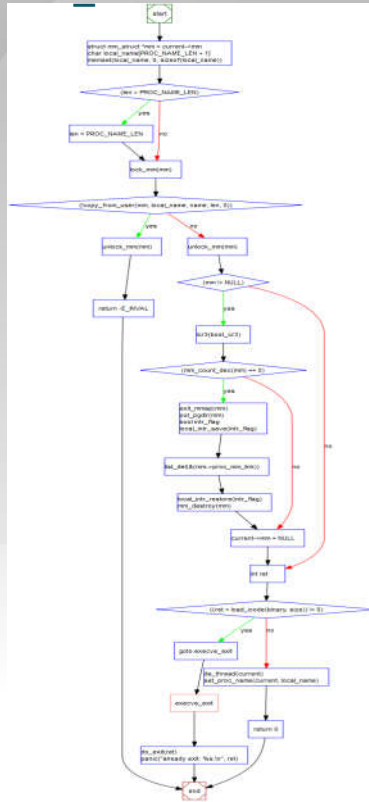 start
struct mm_struct *mm = current->mm
char local_name[PROC_NAME_LEN + 1]
memset(local_name, 0, sizeof(local_name))
(len > PROC_NAME_LEN)
yes
no
len = PROC_NAME_LEN
lock_mm(mm)
(!copy_from_user(mm, local_name, name, len, 0))
yes
no
unlock_mm(mm)
unlock_mm(mm)
(mm != NULL)
return -E_INVAL
yes
lcr3(boot_cr3)
(mm_count_dec(mm) == 0)
yes
exit_mmap(mm)
put_pgdir(mm)
bool intr_flag
local_intr_save(intr_flag)
no
no
list_del(&(mm->proc_mm_link))
local_intr_restore(intr_flag)
mm_destroy(mm)
current->mm = NULL
int ret
((ret = load_icode(binary, size)) != 0)
yes
no
goto execve_exit
de_thread(current)
set_proc_name(current, local_name)
execve_exit
return 0
do_exit(ret)
panic("already exit: %e.\n", ret)
end